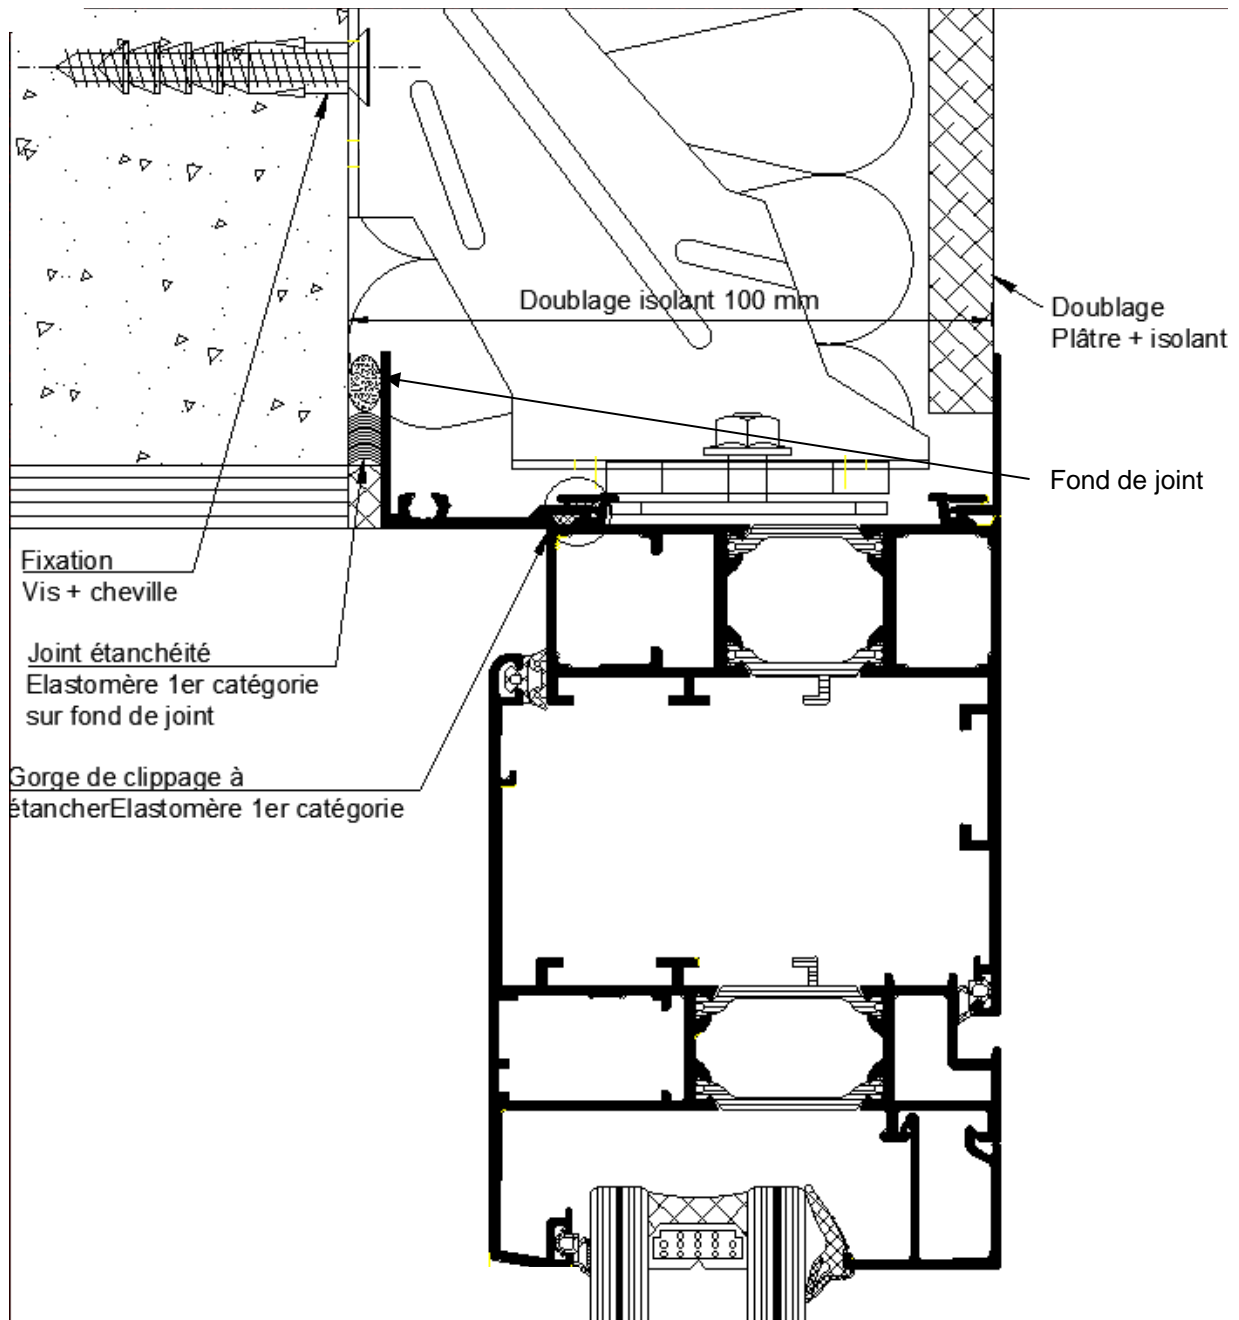 Doublage isolant 100 mm
Doublage
Plâtre + isolant
Fond de joint
Fixation
Vis + cheville
Joint étanchéité
Elastomère 1er catégorie
sur fond de joint
Gorge de clippage à
étancherElastomère 1er catégorie